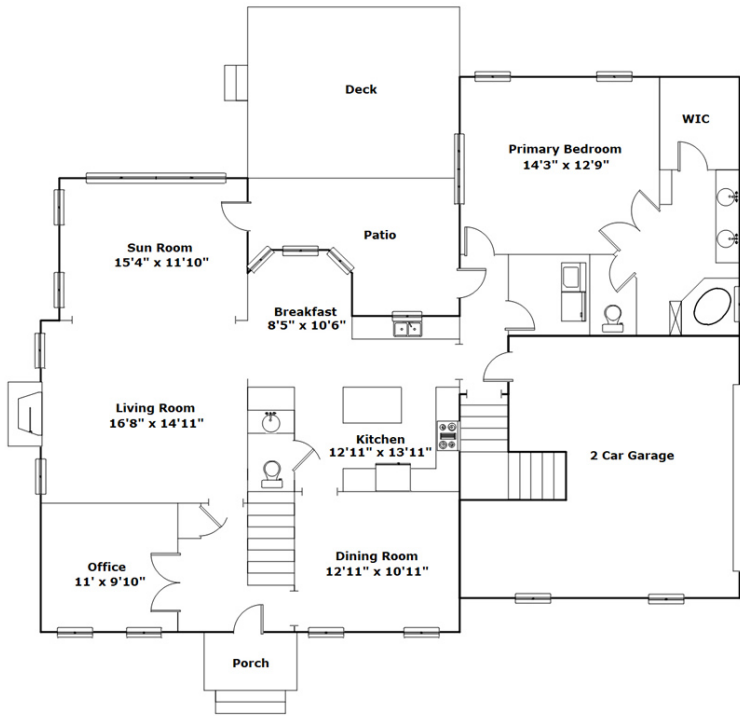 Deck
WIC
Primary Bedroom
14'3" x 12'9"
Patio
Sun Room
15'4" x 11'10"
Breakfast
8'5" x 10'6"
Living Room
16'8" x 14'11"
Kitchen
12'11" x 13'11"
2 Car Garage
Dining Room
12'11" x 10'11"
Office
11' x 9'10"
Porch